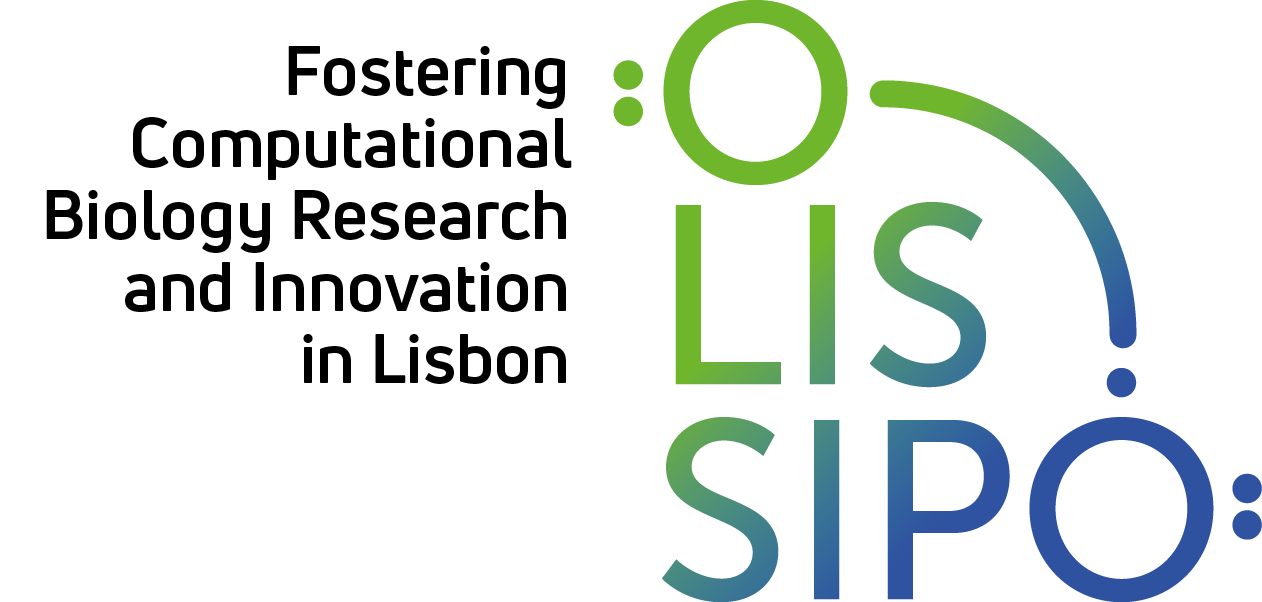 Fostering
Computational
Biology Research
and Innovation
in Lisbon
O
LIS
SIPO